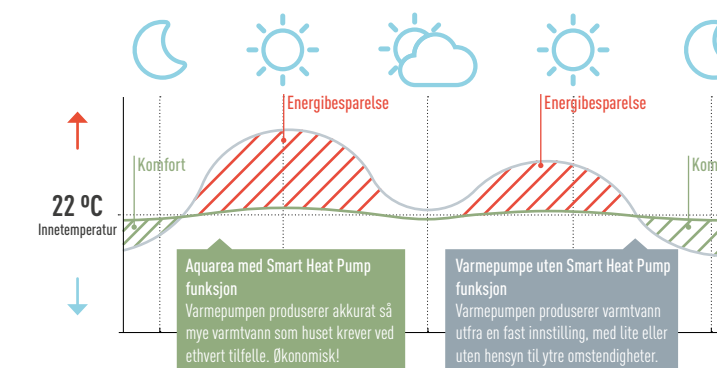 Energibesparelse
Energibesparelse
Komfort
Kom
22 ºC
Innetemperatur
Aquarea med Smart Heat Pump
funksjon
Varmepumpen produserer akkurat så
mye varmtvann som huset krever ved
ethvert tilfelle. Økonomisk!
Varmepumpe uten Smart Heat Pump
funksjon
Varmepumpen produserer varmtvann
utfra en fast innstilling, med lite eller
uten hensyn til ytre omstendigheter.